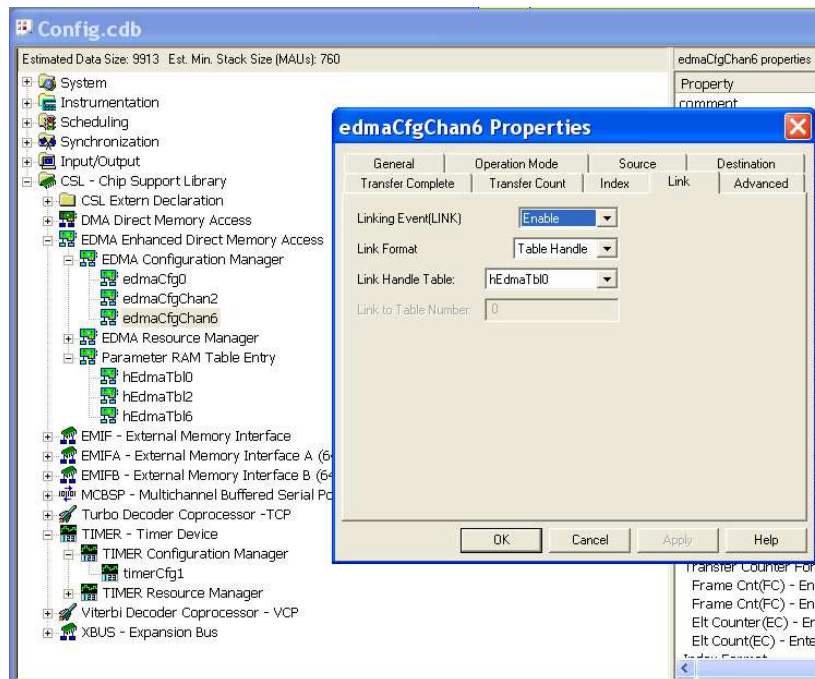 Config.cdb
Estimated Data Size: 9913 Est. Min. Stack Size (MAUs): 760
System
Instrumentation
Scheduling
Synchronization
Input/Output
CSL - Chip Support Library
CSL Extern Declaration
DMA Direct Memory Access
EDMA Enhanced Direct Memory Access
EDMA Configuration Manager
edmaCfg0
edmaCfgChan2
edmaCfgChan6
EDMA Resource Manager
Parameter RAM Table Entry
hEdmaTbl0
hEdmaTbl2
hEdmaTbl6
EMIF - External Memory Interface
EMIFA - External Memory Interface A (6
EMIFB - External Memory Interface B (6
MCBSP - Multichannel Buffered Serial Po
Turbo Decoder Coprocessor -TCP
TIMER - Timer Device
TIMER Configuration Manager
timerCfg1
TIMER Resource Manager
Viterbi Decoder Coprocessor - VCP
XBUS - Expansion Bus
edmaCfgChan6 properties
Property
comment
edmaCfgChan6 Properties
General Operation Mode Source Destination
Transfer Complete Transfer Count Index Link Advanced
Linking Event(LINK) Enable
Link Format Table Handle
Link Handle Table: hEdmaTbl0
Link to Table Number: 0
OK Cancel Apply Help
Transfer Counter For
Frame Cnt(FC) - En
Frame Cnt(FC) - En
Elt Counter(EC) - Er
Elt Count(EC) - Ente
Index Format